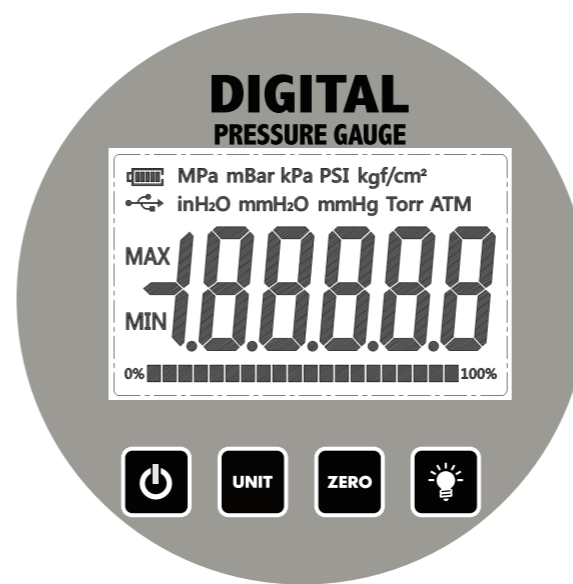 DIGITAL
PRESSURE GAUGE
MPa mBar kPa PSI kgf/cm²
inH₂O mmH₂O mmHg Torr ATM
MAX
-1.8.8.8.8.8
MIN
0% 100%
UNIT ZERO